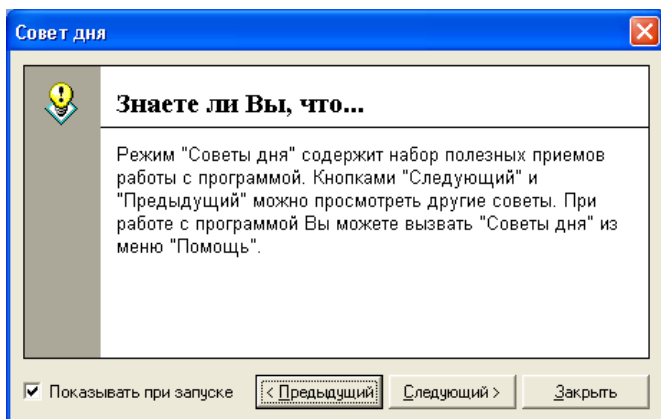 Совет дня
Знаете ли Вы, что...
Режим "Советы дня" содержит набор полезных приемов
работы с программой. Кнопками "Следующий" и
"Предыдущий" можно просмотреть другие советы. При
работе с программой Вы можете вызвать "Советы дня" из
меню "Помощь".
Показывать при запуске
< Предыдущий
Следующий >
Закрыть